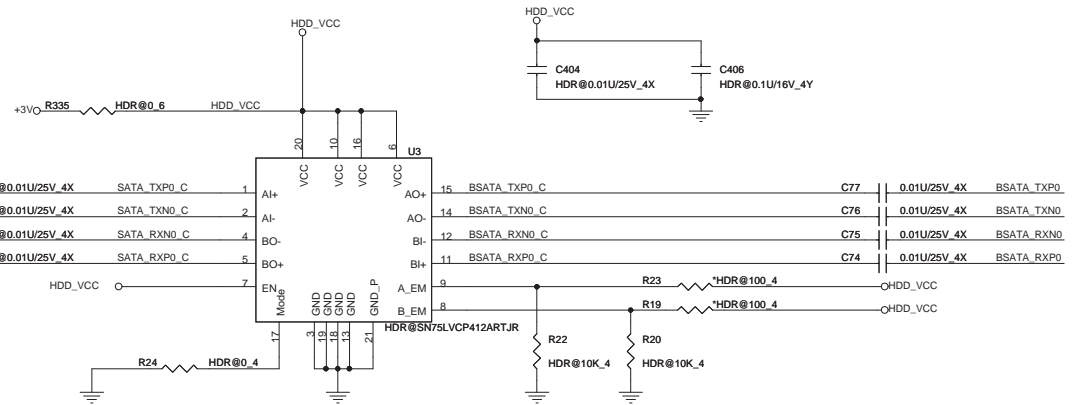 HDD_VCC
HDD_VCC
C404
HDR@0.01U/25V_4X
C406
HDR@0.1U/16V_4Y
+3V R335 HDR@0_6 HDD_VCC
20 10 16 6
U3
VCC VCC VCC VCC
@0.01U/25V_4X SATA_TXP0_C 1 AI+ AO+ 15 BSATA_TXP0_C C77 0.01U/25V_4X BSATA_TXP0
@0.01U/25V_4X SATA_TXN0_C 2 AI- AO- 14 BSATA_TXN0_C C76 0.01U/25V_4X BSATA_TXN0
@0.01U/25V_4X SATA_RXN0_C 4 BO- BI- 12 BSATA_RXN0_C C75 0.01U/25V_4X BSATA_RXN0
@0.01U/25V_4X SATA_RXP0_C 5 BO+ BI+ 11 BSATA_RXP0_C C74 0.01U/25V_4X BSATA_RXP0
HDD_VCC 7 EN A_EM 9 R23 *HDR@100_4 HDD_VCC
B_EM 8 R19 *HDR@100_4 HDD_VCC
Mode GND GND GND GND GND_P
HDR@SN75LVCP412ARTJR
17 3 19 18 13 21
R22
HDR@10K_4
R20
HDR@10K_4
R24 HDR@0_4